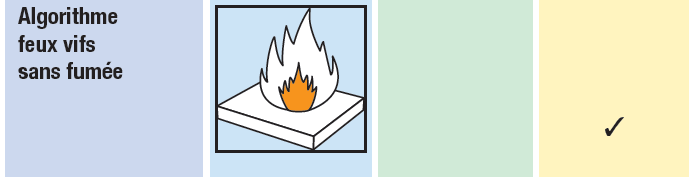 Algorithme
feux vifs
sans fumée
✓